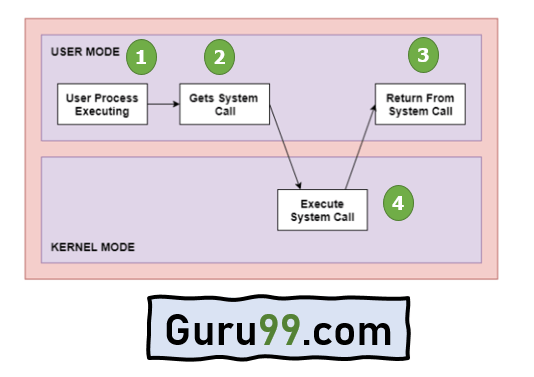 USER MODE
1
2
3
User Process
Executing
Gets System
Call
Return From
System Call
Execute
System Call
4
KERNEL MODE
Guru99.com